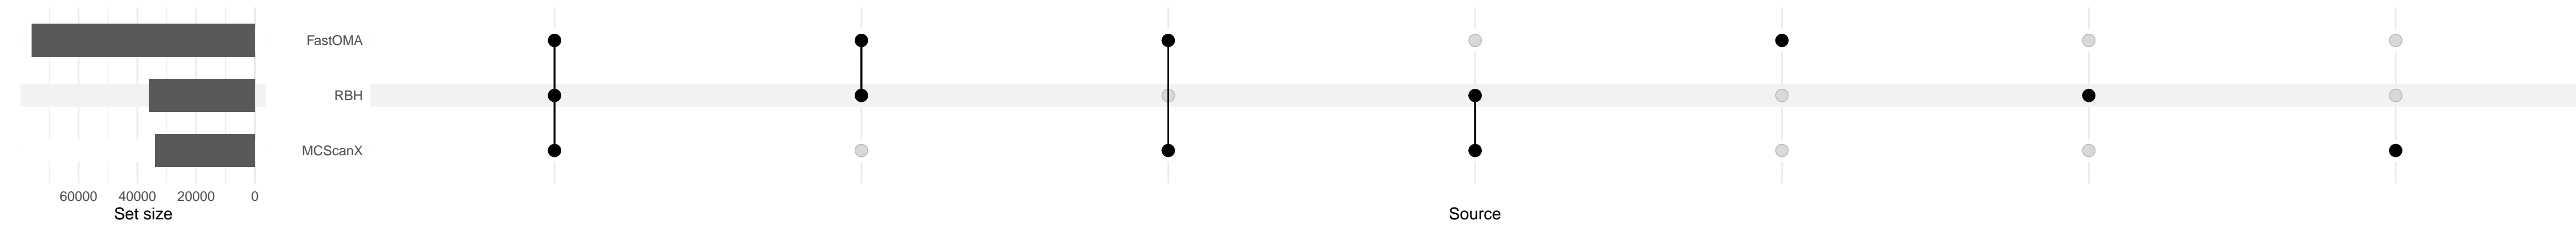 FastOMA
RBH
MCScanX
60000 40000 20000 0
Set size
Source